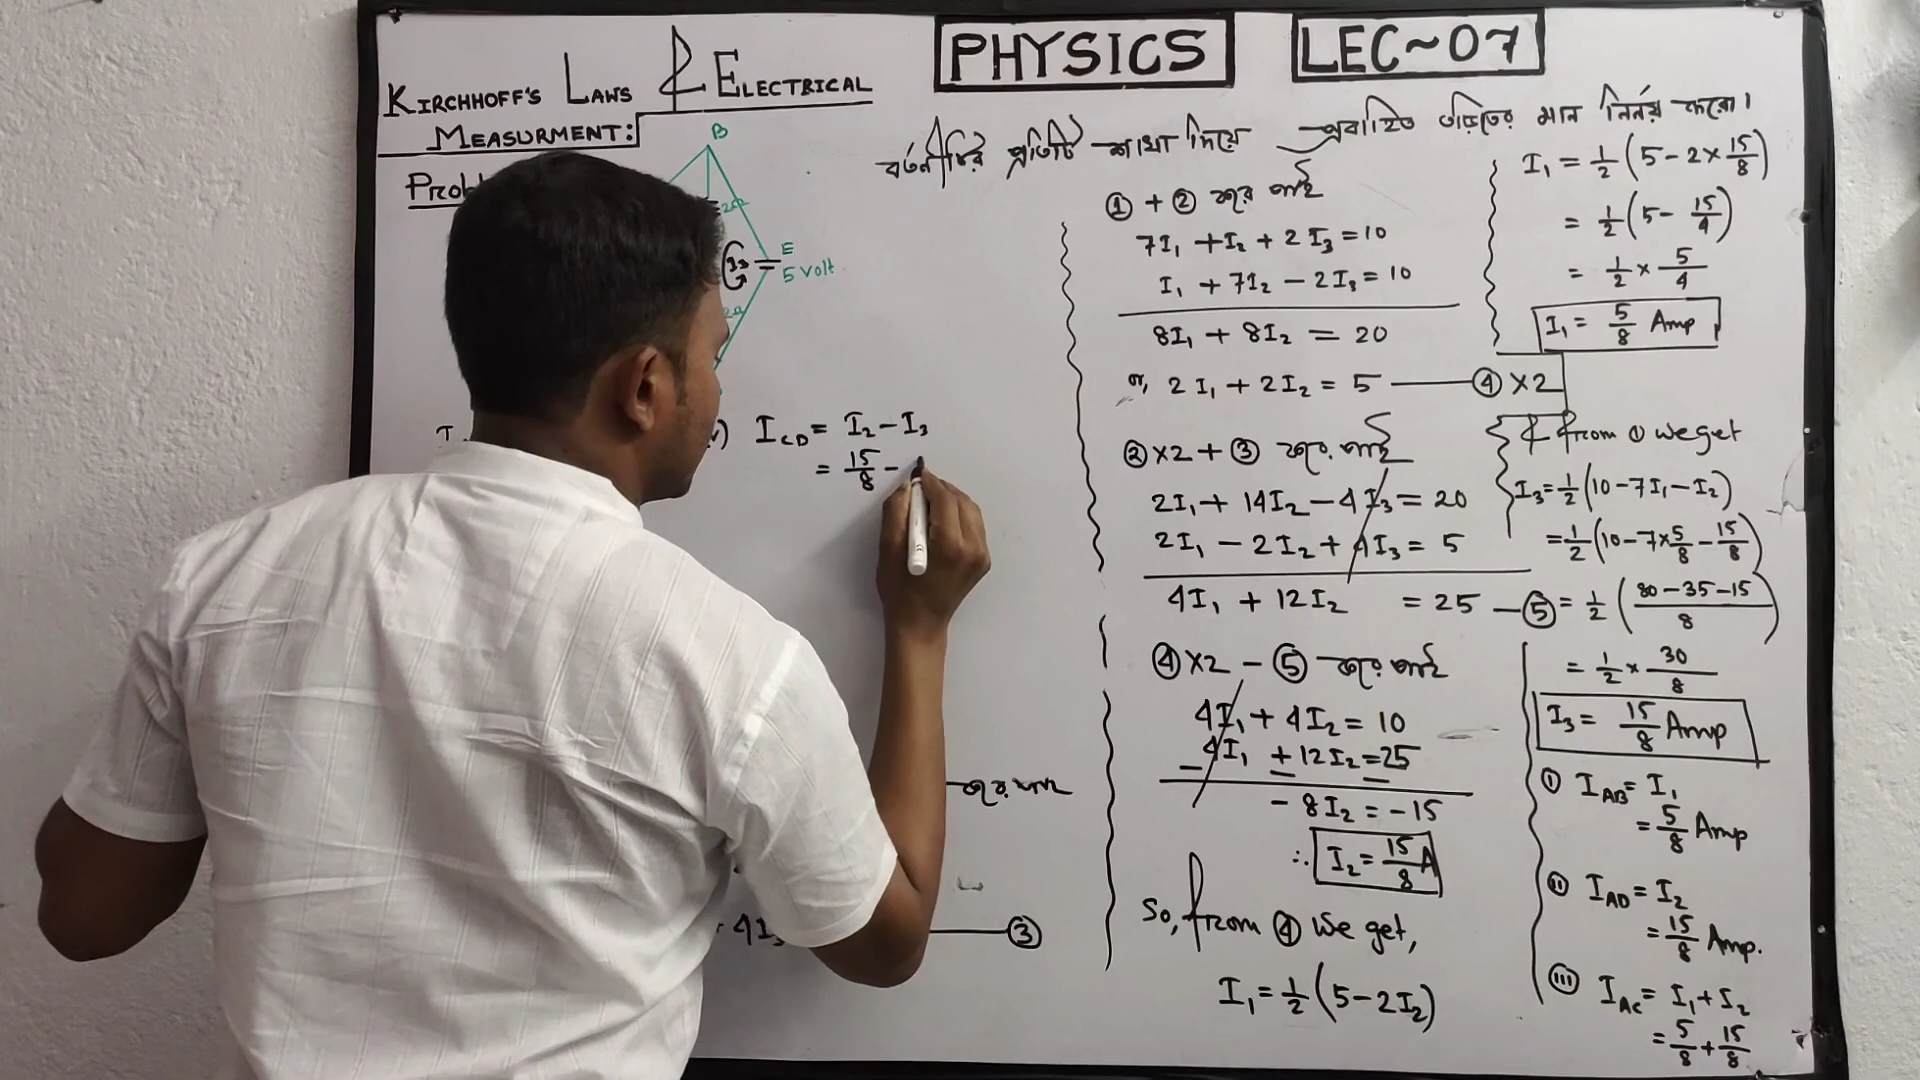 KIRCHHOFF'S LAWS & ELECTRICAL
MEASURMENT:
PHYSICS
LEC~07
বর্তনীটির প্রতিটি শাখা দিয়ে প্রবাহিত তড়িতের মান নির্নয় করো।
B
2Ω
E
5 volt
I₃
2Ω
I_CD = I₂ - I₃
= 15/8 -
③
① + ② করে পাই
7I₁ + I₂ + 2I₃ = 10
I₁ + 7I₂ - 2I₃ = 10
8I₁ + 8I₂ = 20
বা, 2I₁ + 2I₂ = 5 — ④ ×2
② ×2 + ③ করে পাই
2I₁ + 14I₂ - 4I₃ = 20
2I₁ - 2I₂ + 4I₃ = 5
4I₁ + 12I₂ = 25 — ⑤
④ ×2 - ⑤ করে পাই
4I₁ + 4I₂ = 10
4I₁ + 12I₂ = 25
- 8I₂ = -15
∴ I₂ = 15/8 A
So, from ④ we get,
I₁ = 1/2 (5 - 2I₂)
I₁ = 1/2 (5 - 2 × 15/8)
= 1/2 (5 - 15/4)
= 1/2 × 5/4
I₁ = 5/8 Amp
& from ① we get
I₃ = 1/2 (10 - 7I₁ - I₂)
= 1/2 (10 - 7 × 5/8 - 15/8)
= 1/2 (80 - 35 - 15 / 8)
= 1/2 × 30/8
I₃ = 15/8 Amp
ⓘ I_AB = I₁
= 5/8 Amp
ⓘⓘ I_AD = I₂
= 15/8 Amp.
ⓘⓘⓘ I_AC = I₁ + I₂
= 5/8 + 15/8